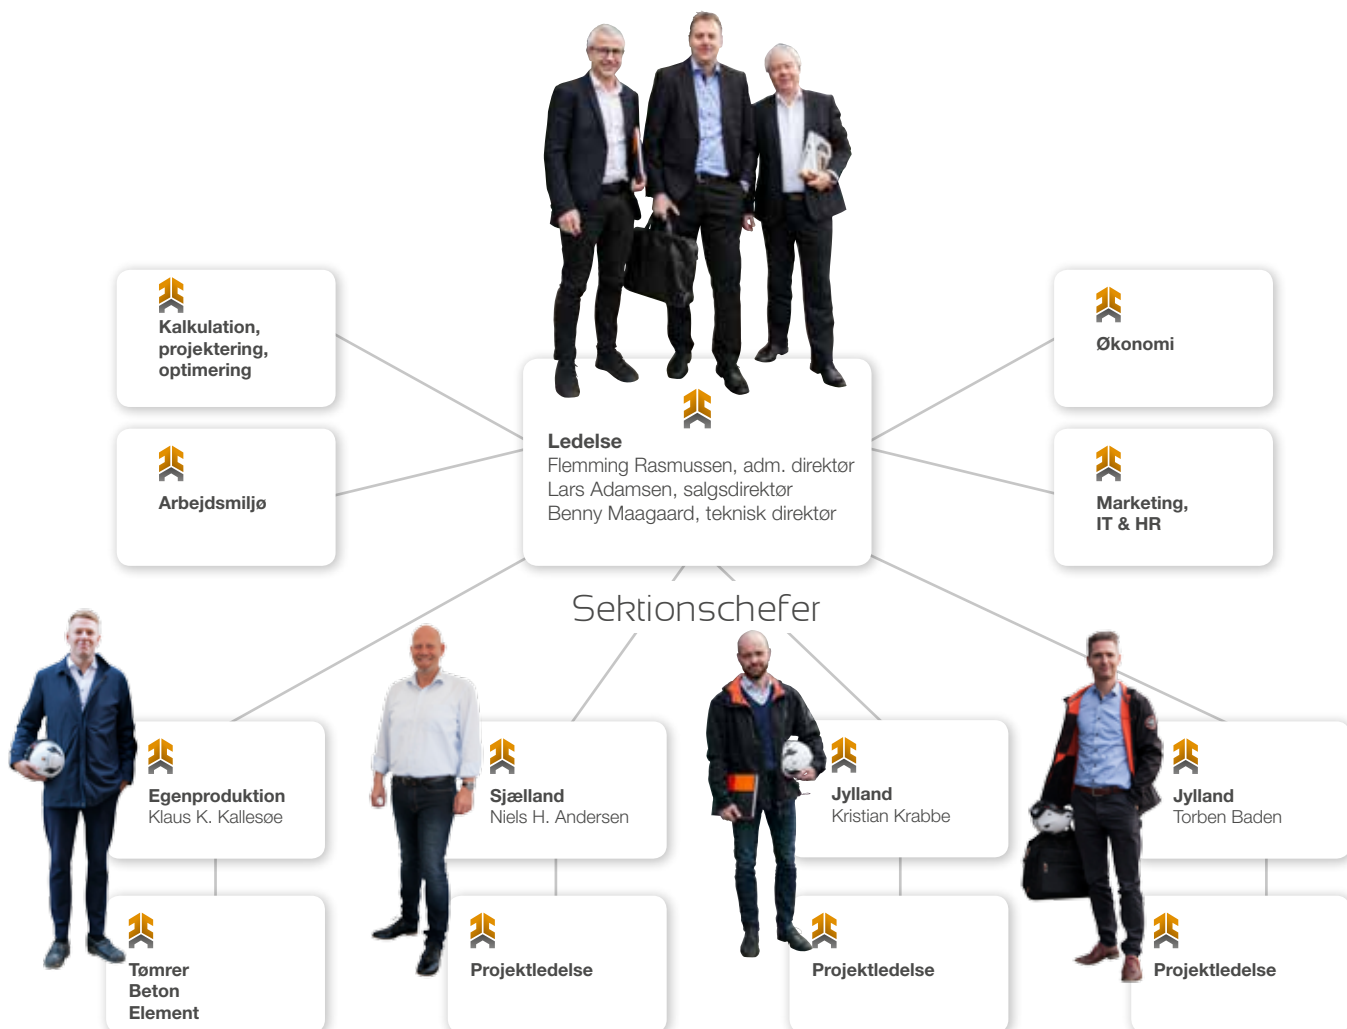 Kalkulation,
projektering,
optimering
Arbejdsmiljø
Ledelse
Flemming Rasmussen, adm. direktør
Lars Adamsen, salgsdirektør
Benny Maagaard, teknisk direktør
Økonomi
Marketing,
IT & HR
Sektionschefer
Egenproduktion
Klaus K. Kallesøe
Sjælland
Niels H. Andersen
Jylland
Kristian Krabbe
Jylland
Torben Baden
Tømrer
Beton
Element
Projektledelse
Projektledelse
Projektledelse